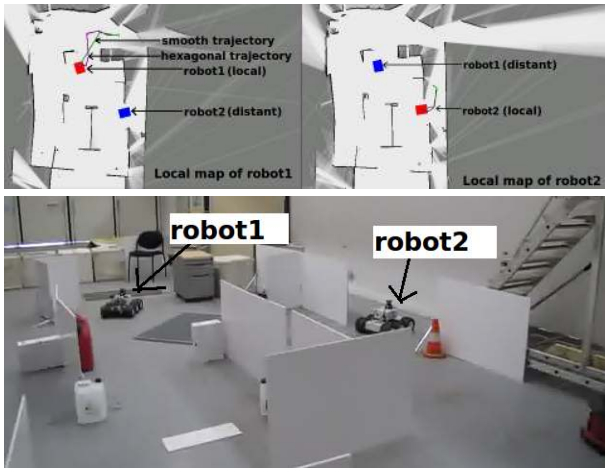 smooth trajectory
hexagonal trajectory
robot1 (local)
robot2 (distant)
Local map of robot1
robot1 (distant)
robot2 (local)
Local map of robot2
robot1
robot2